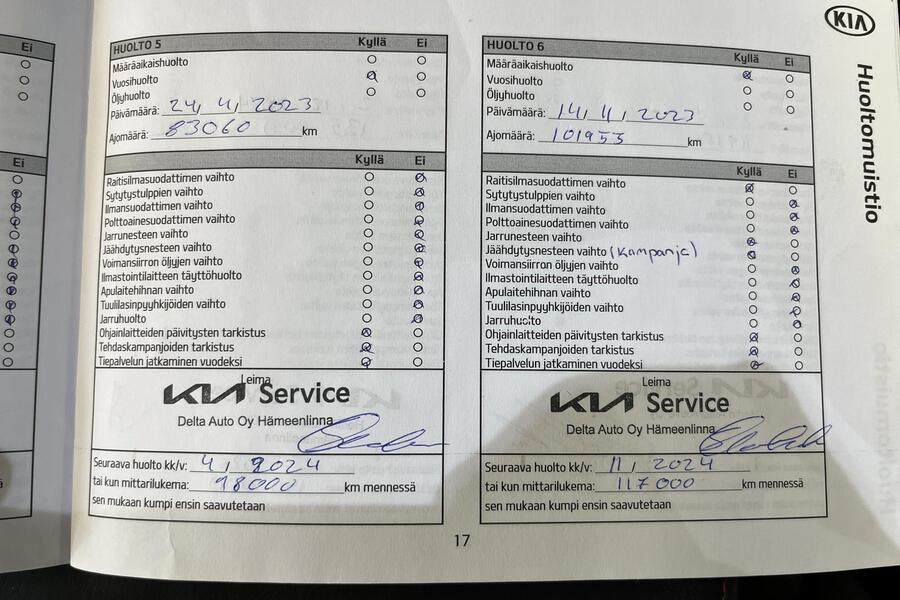 KIA
Huoltomuistio
Ei
Ei
HUOLTO 5 Kyllä Ei
Määräaikaishuolto
Vuosihuolto
Öljyhuolto
Päivämäärä: 24, 4, 2023
Ajomäärä: 83060 km
Kyllä Ei
Raitisilmasuodattimen vaihto
Sytytystulppien vaihto
Ilmansuodattimen vaihto
Polttoainesuodattimen vaihto
Jarrunesteen vaihto
Jäähdytysnesteen vaihto
Voimansiirron öljyjen vaihto
Ilmastointilaitteen täyttöhuolto
Apulaitehihnan vaihto
Tuulilasinpyyhkijöiden vaihto
Jarruhuolto
Ohjainlaitteiden päivitysten tarkistus
Tehdaskampanjoiden tarkistus
Tiepalvelun jatkaminen vuodeksi
Leima
KIA Service
Delta Auto Oy Hämeenlinna
Seuraava huolto kk/v: 4, 2024
tai kun mittarilukema: 98000 km mennessä
sen mukaan kumpi ensin saavutetaan
HUOLTO 6 Kyllä Ei
Määräaikaishuolto
Vuosihuolto
Öljyhuolto
Päivämäärä: 14, 11, 2023
Ajomäärä: 101953 km
Kyllä Ei
Raitisilmasuodattimen vaihto
Sytytystulppien vaihto
Ilmansuodattimen vaihto
Polttoainesuodattimen vaihto
Jarrunesteen vaihto
Jäähdytysnesteen vaihto (Kampanja)
Voimansiirron öljyjen vaihto
Ilmastointilaitteen täyttöhuolto
Apulaitehihnan vaihto
Tuulilasinpyyhkijöiden vaihto
Jarruhuolto
Ohjainlaitteiden päivitysten tarkistus
Tehdaskampanjoiden tarkistus
Tiepalvelun jatkaminen vuodeksi
Leima
KIA Service
Delta Auto Oy Hämeenlinna
Seuraava huolto kk/v: 11, 2024
tai kun mittarilukema: 117000 km mennessä
sen mukaan kumpi ensin saavutetaan
17